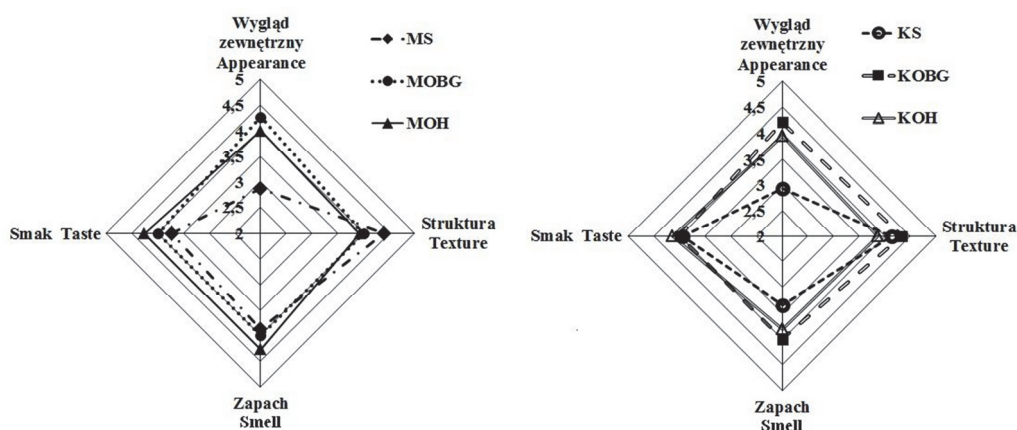 Wygląd
zewnętrzny
Appearance
5
4,5
4
3,5
3
2,5
2
Struktura
Texture
Zapach
Smell
Smak Taste
MS
MOBG
MOH
Wygląd
zewnętrzny
Appearance
5
4,5
4
3,5
3
2,5
2
Struktura
Texture
Zapach
Smell
Smak Taste
KS
KOBG
KOH